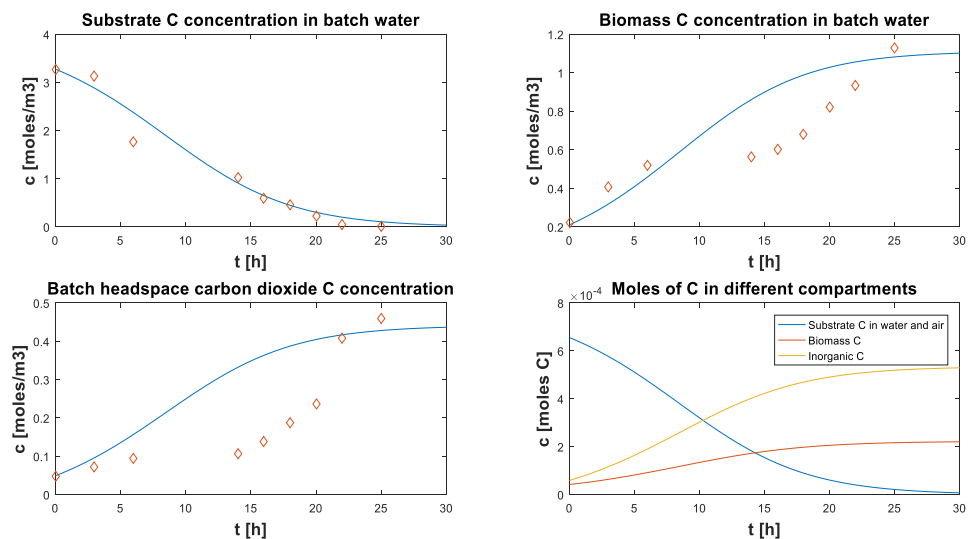 Substrate C concentration in batch water
c [moles/m3]
4
3
2
1
0
0 5 10 15 20 25 30
t [h]
Biomass C concentration in batch water
c [moles/m3]
1.2
1
0.8
0.6
0.4
0.2
0 5 10 15 20 25 30
t [h]
Batch headspace carbon dioxide C concentration
c [moles/m3]
0.5
0.4
0.3
0.2
0.1
0
0 5 10 15 20 25 30
t [h]
Moles of C in different compartments
×10-4
c [moles C]
8
6
4
2
0
Substrate C in water and air
Biomass C
Inorganic C
0 5 10 15 20 25 30
t [h]